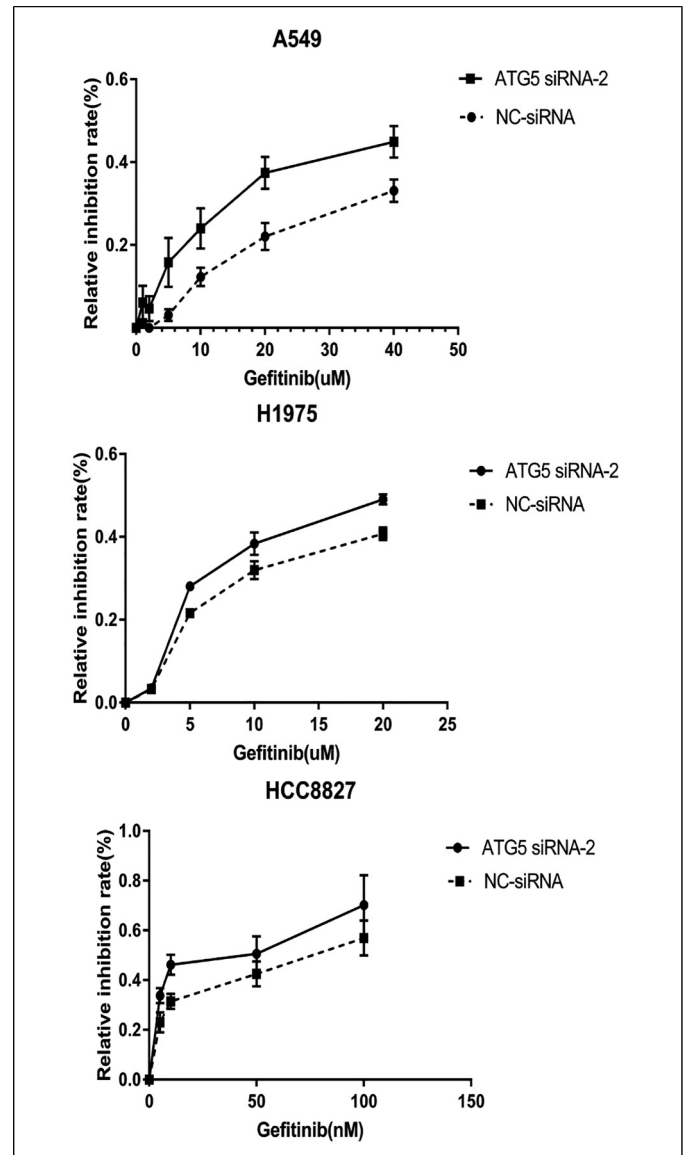 A549
Relative inhibition rate(%)
0.6
0.4
0.2
0 10 20 30 40 50
Gefitinib(uM)
ATG5 siRNA-2
NC-siRNA
H1975
Relative inhibition rate(%)
0.6
0.4
0.2
0.0
0 5 10 15 20 25
Gefitinib(uM)
ATG5 siRNA-2
NC-siRNA
HCC8827
Relative inhibition rate(%)
1.0
0.8
0.6
0.4
0.2
0.0
0 50 100 150
Gefitinib(nM)
ATG5 siRNA-2
NC-siRNA